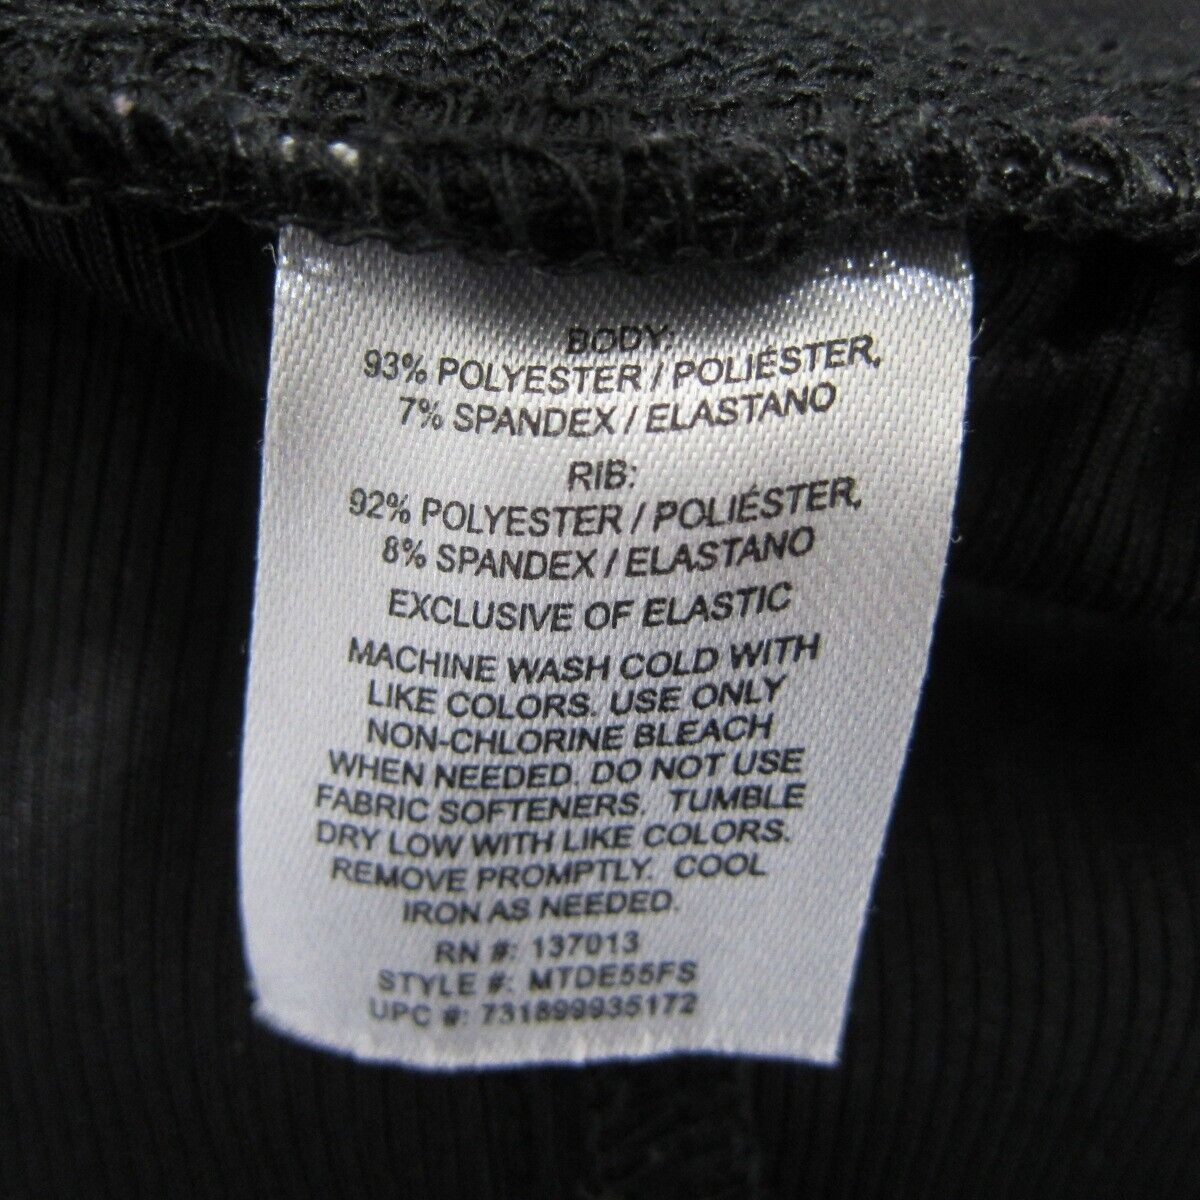 BODY:
93% POLYESTER / POLIÉSTER,
7% SPANDEX / ELASTANO
RIB:
92% POLYESTER / POLIÉSTER,
8% SPANDEX / ELASTANO
EXCLUSIVE OF ELASTIC
MACHINE WASH COLD WITH
LIKE COLORS. USE ONLY
NON-CHLORINE BLEACH
WHEN NEEDED. DO NOT USE
FABRIC SOFTENERS. TUMBLE
DRY LOW WITH LIKE COLORS.
REMOVE PROMPTLY. COOL
IRON AS NEEDED.
RN #: 137013
STYLE #: MTDE55FS
UPC #: 731899935172